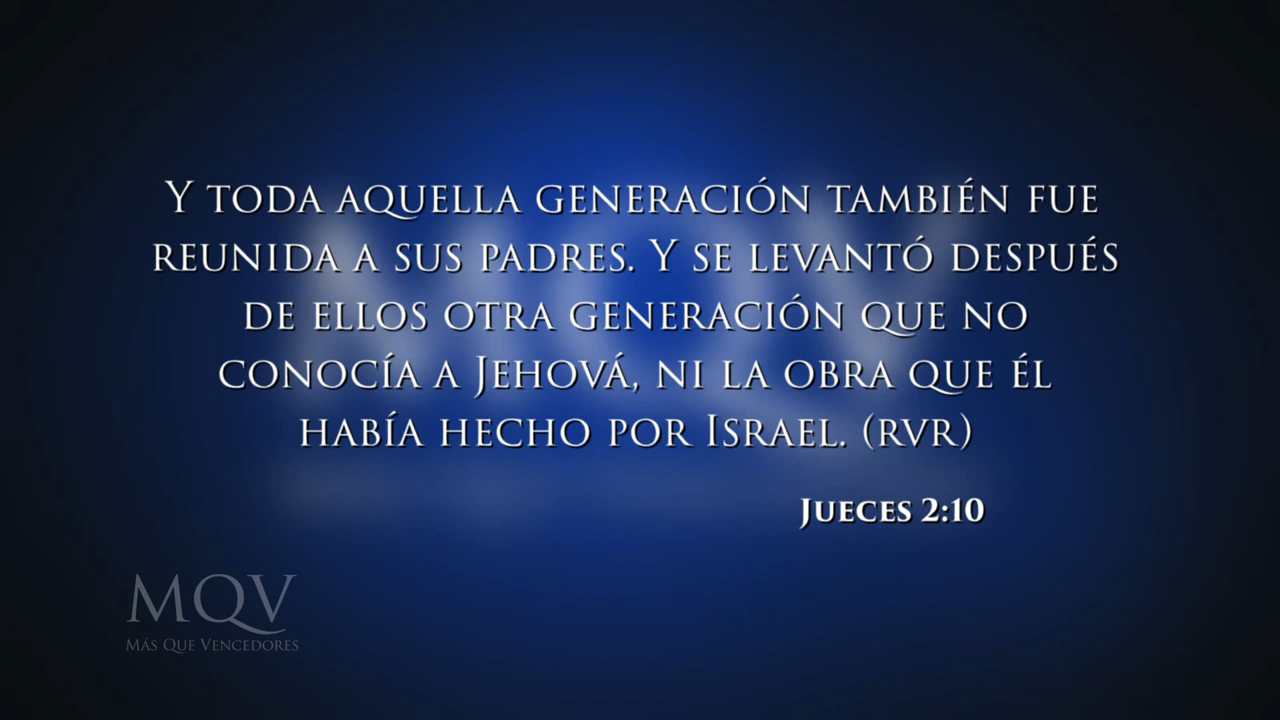 Y toda aquella generación también fue
reunida a sus padres. Y se levantó después
de ellos otra generación que no
conocía a Jehová, ni la obra que él
había hecho por Israel. (rvr)
Jueces 2:10
MQV
Más Que Vencedores